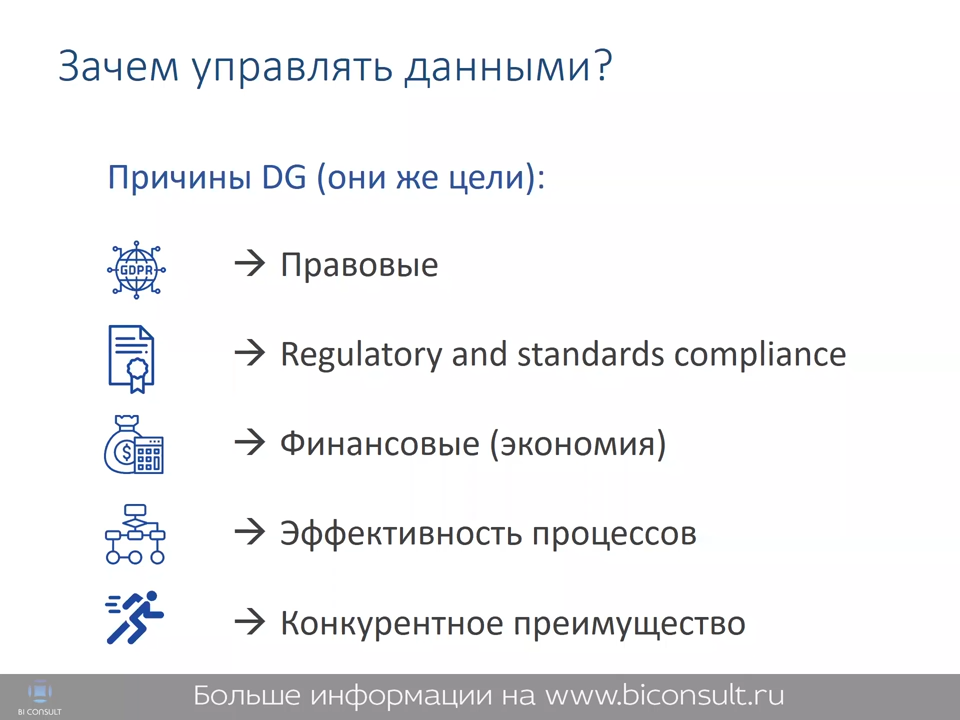 Зачем управлять данными?
Причины DG (они же цели):
GDPR
→ Правовые
→ Regulatory and standards compliance
$
→ Финансовые (экономия)
→ Эффективность процессов
→ Конкурентное преимущество
BI CONSULT
Больше информации на www.biconsult.ru